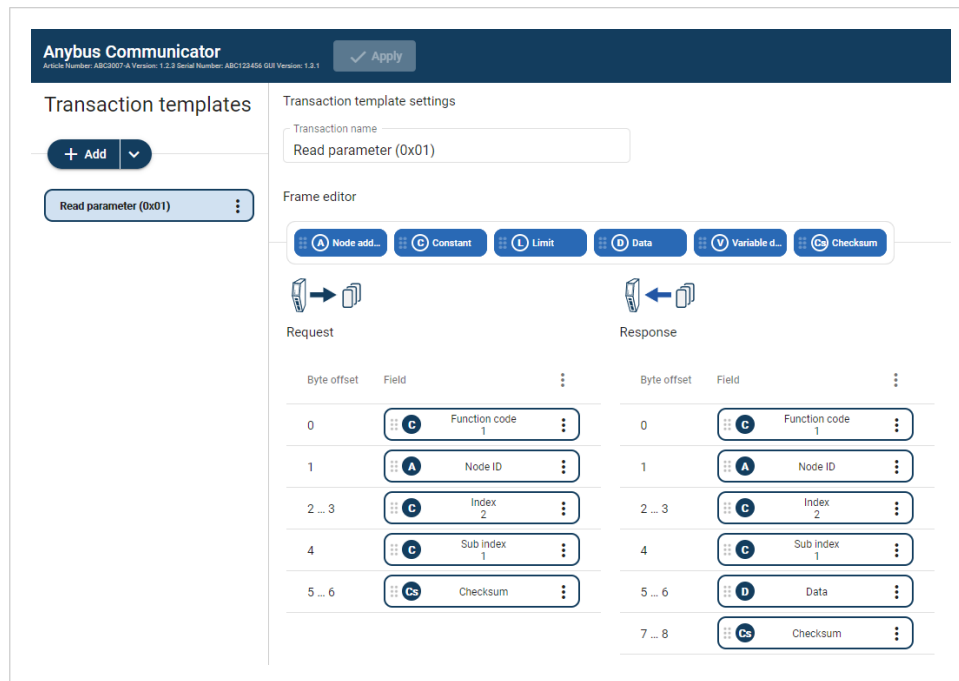 Anybus Communicator
Article Number: ABC3007-A Version: 1.2.3 Serial Number: ABC123456 GUI Version: 1.3.1
Apply
Transaction templates
Add
Read parameter (0x01)
Transaction template settings
Transaction name
Read parameter (0x01)
Frame editor
A Node add... C Constant L Limit D Data V Variable d... Cs Checksum
Request
Byte offset Field
0 C Function code
1
1 A Node ID
2 ... 3 C Index
2
4 C Sub index
1
5 ... 6 Cs Checksum
Response
Byte offset Field
0 C Function code
1
1 A Node ID
2 ... 3 C Index
2
4 C Sub index
1
5 ... 6 D Data
7 ... 8 Cs Checksum